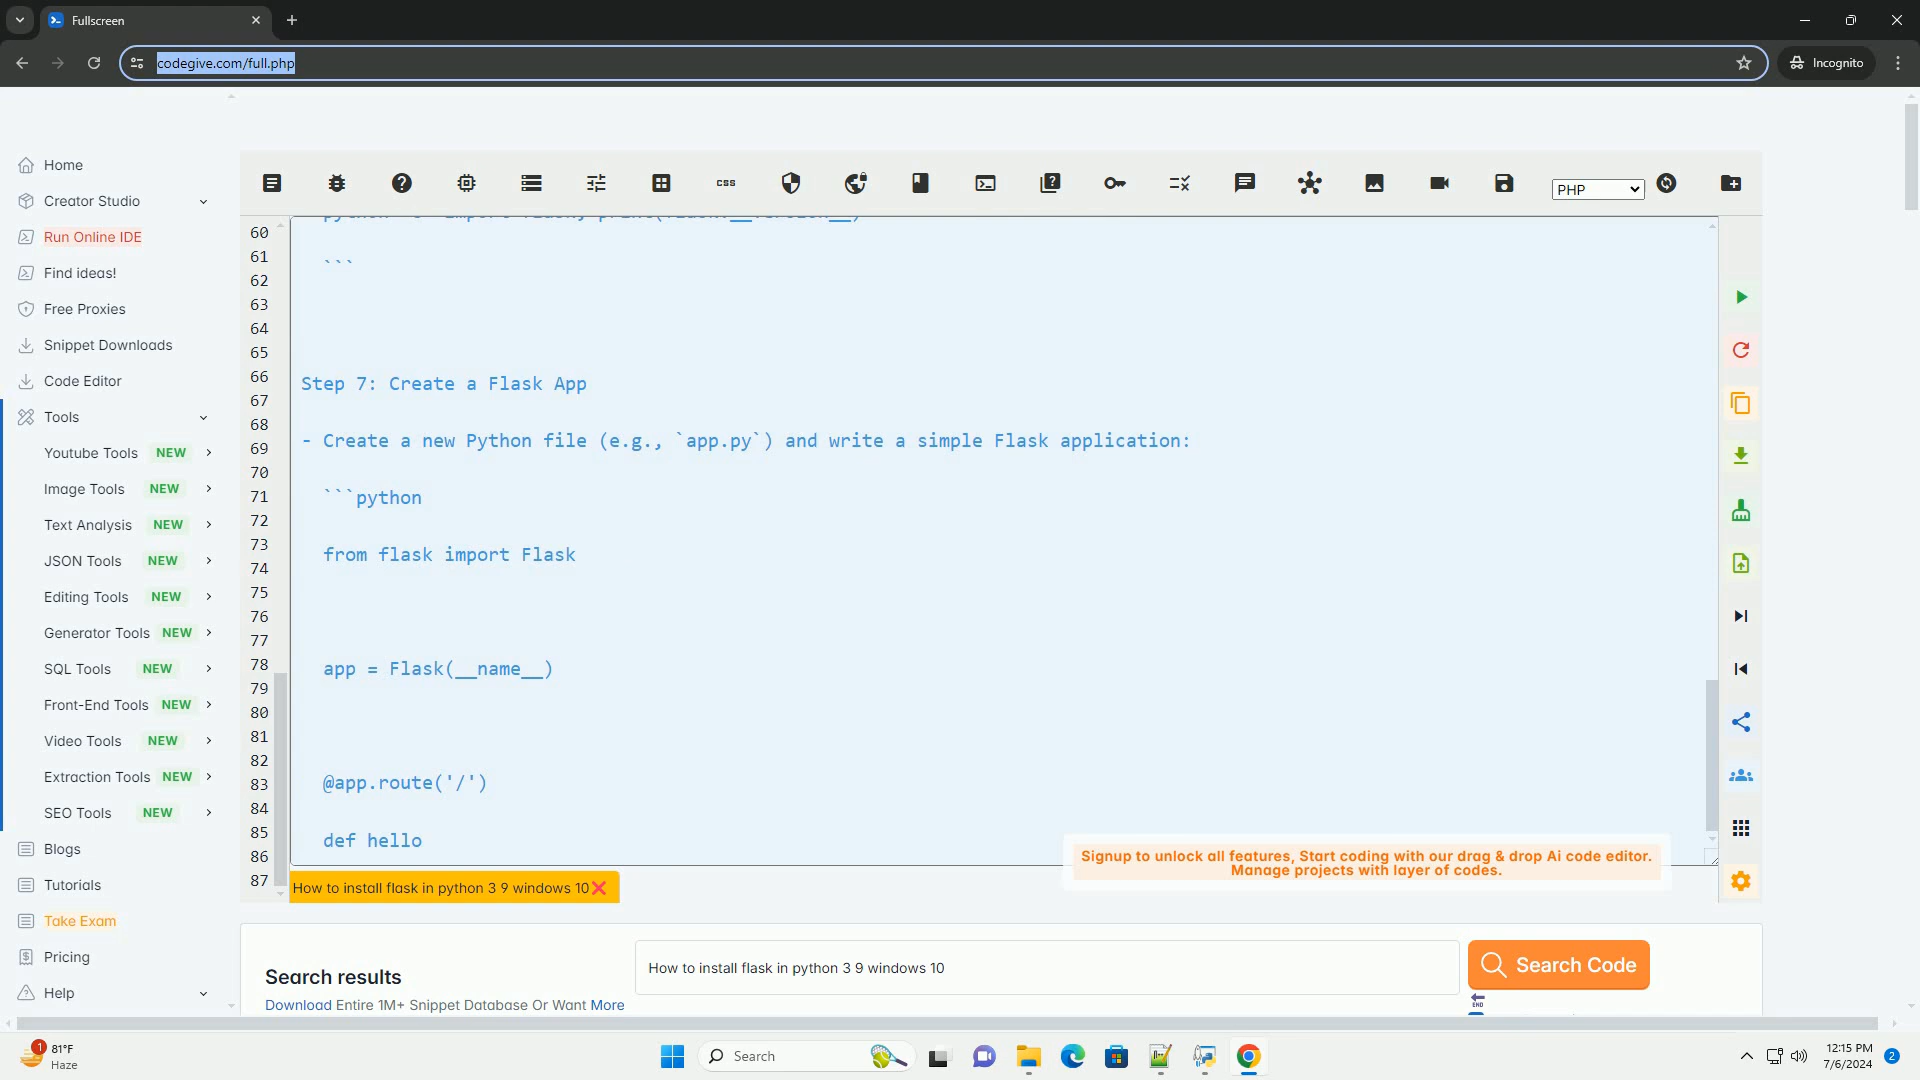 Fullscreen
codegive.com/full.php
Incognito
Home
Creator Studio
Run Online IDE
Find ideas!
Free Proxies
Snippet Downloads
Code Editor
Tools
Youtube Tools NEW
Image Tools NEW
Text Analysis NEW
JSON Tools NEW
Editing Tools NEW
Generator Tools NEW
SQL Tools NEW
Front-End Tools NEW
Video Tools NEW
Extraction Tools NEW
SEO Tools NEW
Blogs
Tutorials
Take Exam
Pricing
Help
css
PHP
60
61
62
63
64
65
66
67
68
69
70
71
72
73
74
75
76
77
78
79
80
81
82
83
84
85
86
87
```
Step 7: Create a Flask App
- Create a new Python file (e.g., `app.py`) and write a simple Flask application:
```python
from flask import Flask
app = Flask(__name__)
@app.route('/')
def hello
Signup to unlock all features, Start coding with our drag & drop Ai code editor.
Manage projects with layer of codes.
How to install flask in python 3 9 windows 10
Search results
Download Entire 1M+ Snippet Database Or Want More
How to install flask in python 3 9 windows 10
Search Code
END
1
81°F
Haze
Search
12:15 PM
7/6/2024
2